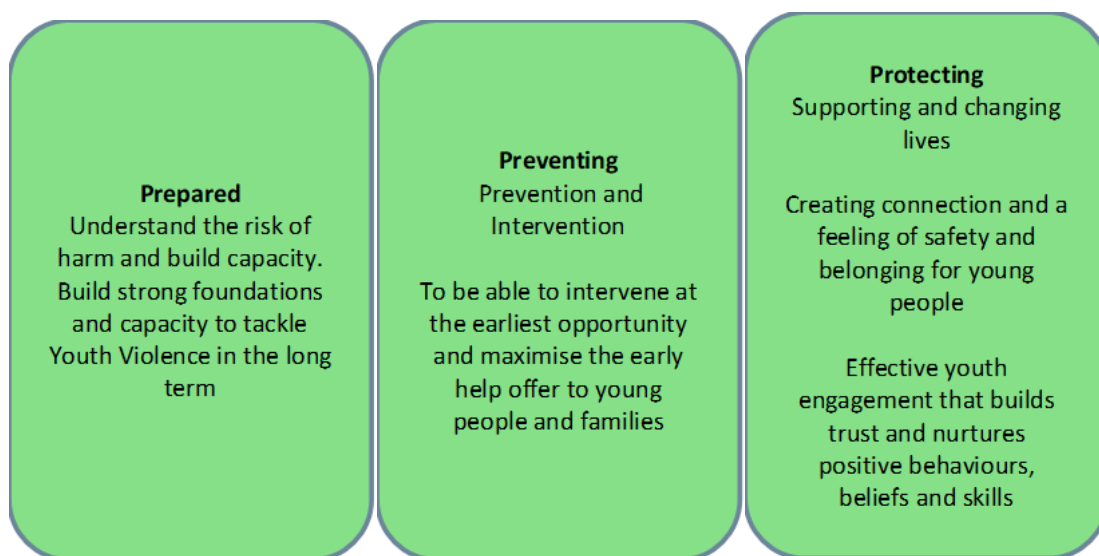 Prepared
Understand the risk of
harm and build capacity.
Build strong foundations
and capacity to tackle
Youth Violence in the long
term
Preventing
Prevention and
Intervention
To be able to intervene at
the earliest opportunity
and maximise the early
help offer to young
people and families
Protecting
Supporting and changing
lives
Creating connection and a
feeling of safety and
belonging for young
people
Effective youth
engagement that builds
trust and nurtures
positive behaviours,
beliefs and skills